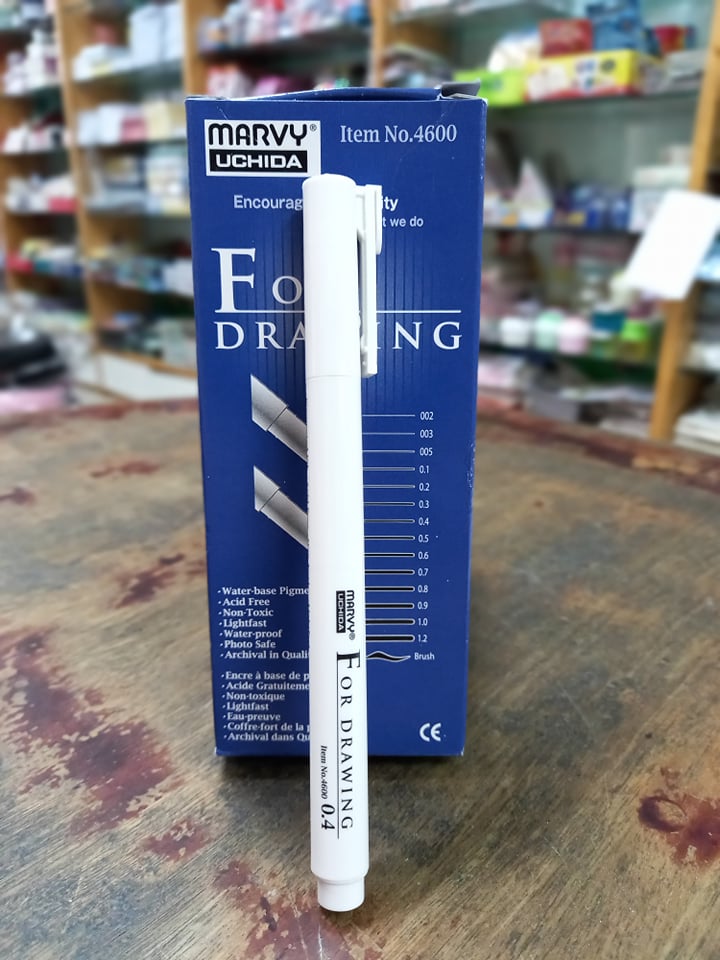 MARVY®
UCHIDA
Item No.4600
Encourag ity
t we do
FO
DRA ING
002
003
005
0.1
0.2
0.3
0.4
0.5
0.6
0.7
0.8
0.9
1.0
1.2
Brush
·Water-base Pigme
·Acid Free
·Non-Toxic
·Lightfast
·Water-proof
·Photo Safe
·Archival in Quali
·Encre à base de p
·Acide Gratuiteme
·Non-toxique
·Lightfast
·Eau-preuve
·Coffre-fort de la p
·Archival dans Qu
CE
MARVY®
UCHIDA
FOR DRAWING
Item No.4600 0.4